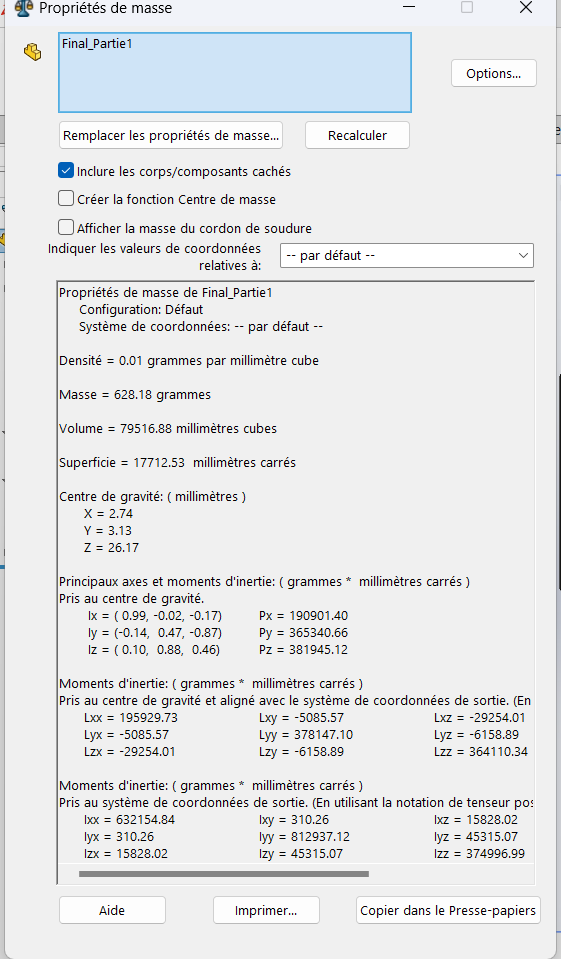 Propriétés de masse
Final_Partie1
Options...
Remplacer les propriétés de masse...
Recalculer
Inclure les corps/composants cachés
Créer la fonction Centre de masse
Afficher la masse du cordon de soudure
Indiquer les valeurs de coordonnées
relatives à:
-- par défaut --
Propriétés de masse de Final_Partie1
Configuration: Défaut
Système de coordonnées: -- par défaut --
Densité = 0.01 grammes par millimètre cube
Masse = 628.18 grammes
Volume = 79516.88 millimètres cubes
Superficie = 17712.53 millimètres carrés
Centre de gravité: ( millimètres )
X = 2.74
Y = 3.13
Z = 26.17
Principaux axes et moments d'inertie: ( grammes * millimètres carrés )
Pris au centre de gravité.
Ix = ( 0.99, -0.02, -0.17) Px = 190901.40
Iy = (-0.14, 0.47, -0.87) Py = 365340.66
Iz = ( 0.10, 0.88, 0.46) Pz = 381945.12
Moments d'inertie: ( grammes * millimètres carrés )
Pris au centre de gravité et aligné avec le système de coordonnées de sortie. (En
Lxx = 195929.73 Lxy = -5085.57 Lxz = -29254.01
Lyx = -5085.57 Lyy = 378147.10 Lyz = -6158.89
Lzx = -29254.01 Lzy = -6158.89 Lzz = 364110.34
Moments d'inertie: ( grammes * millimètres carrés )
Pris au système de coordonnées de sortie. (En utilisant la notation de tenseur pos
Ixx = 632154.84 Ixy = 310.26 Ixz = 15828.02
Iyx = 310.26 Iyy = 812937.12 Iyz = 45315.07
Izx = 15828.02 Izy = 45315.07 Izz = 374996.99
Aide
Imprimer...
Copier dans le Presse-papiers